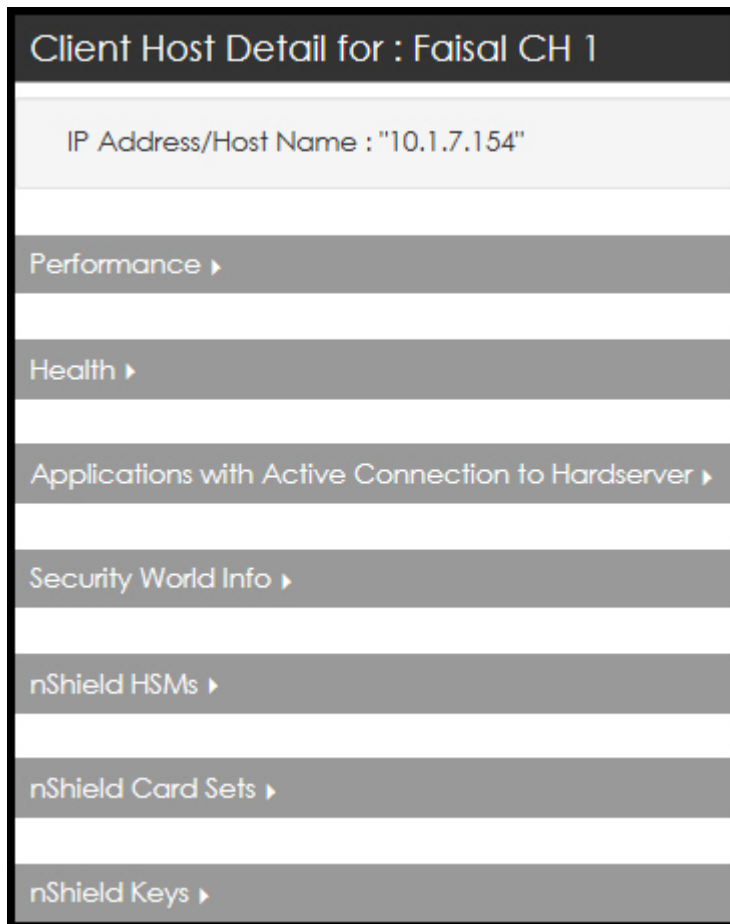 Client Host Detail for : Faisal CH 1
IP Address/Host Name : "10.1.7.154"
Performance
Health
Applications with Active Connection to Hardserver
Security World Info
nShield HSMs
nShield Card Sets
nShield Keys